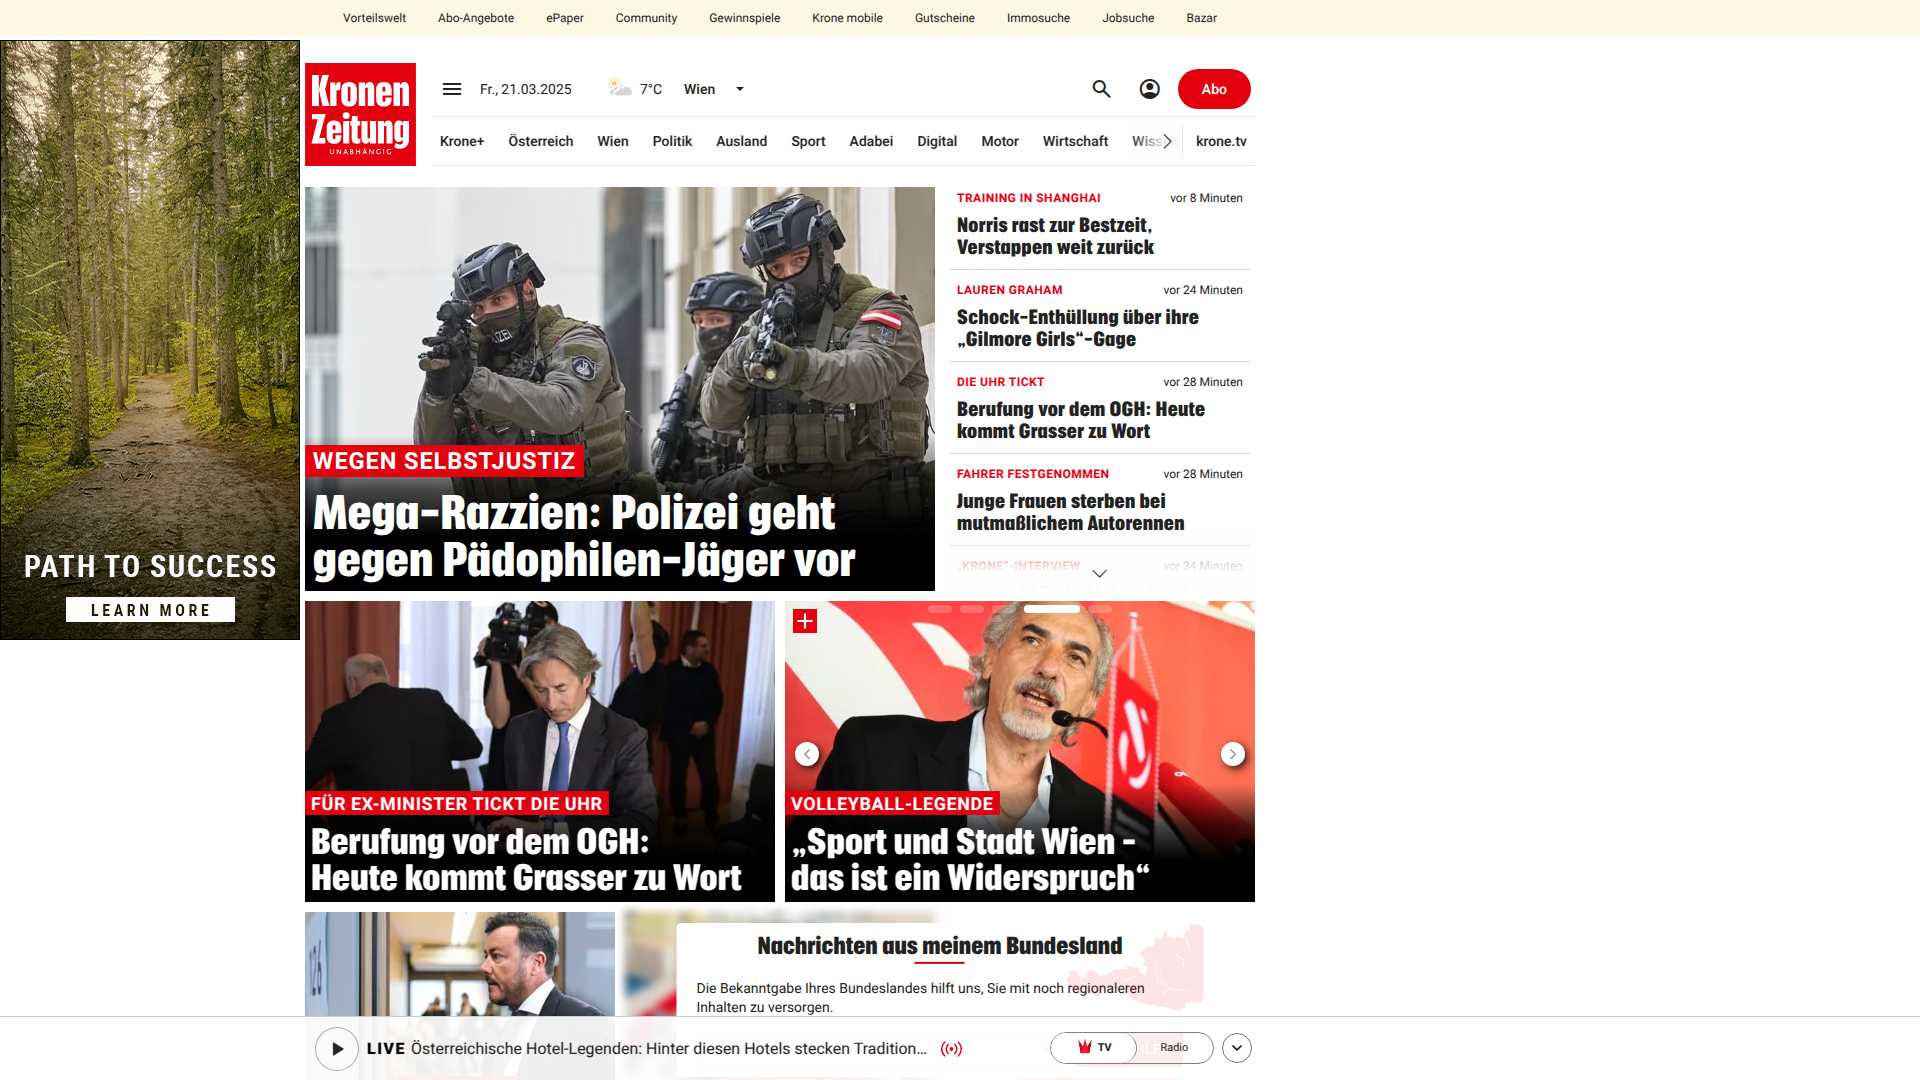 Vorteilswelt Abo-Angebote ePaper Community Gewinnspiele Krone mobile Gutscheine Immosuche Jobsuche Bazar
Kronen
Zeitung
UNABHÄNGIG
Fr., 21.03.2025 7°C Wien
Abo
Krone+ Österreich Wien Politik Ausland Sport Adabei Digital Motor Wirtschaft Wiss krone.tv
PATH TO SUCCESS
LEARN MORE
WEGEN SELBSTJUSTIZ
Mega-Razzien: Polizei geht
gegen Pädophilen-Jäger vor
TRAINING IN SHANGHAI vor 8 Minuten
Norris rast zur Bestzeit,
Verstappen weit zurück
LAUREN GRAHAM vor 24 Minuten
Schock-Enthüllung über ihre
„Gilmore Girls“-Gage
DIE UHR TICKT vor 28 Minuten
Berufung vor dem OGH: Heute
kommt Grasser zu Wort
FAHRER FESTGENOMMEN vor 28 Minuten
Junge Frauen sterben bei
mutmaßlichem Autorennen
„KRONE“-INTERVIEW vor 34 Minuten
FÜR EX-MINISTER TICKT DIE UHR
Berufung vor dem OGH:
Heute kommt Grasser zu Wort
VOLLEYBALL-LEGENDE
„Sport und Stadt Wien –
das ist ein Widerspruch“
126
Nachrichten aus meinem Bundesland
Die Bekanntgabe Ihres Bundeslandes hilft uns, Sie mit noch regionaleren
Inhalten zu versorgen.
LIVE Österreichische Hotel-Legenden: Hinter diesen Hotels stecken Tradition...
TV Radio